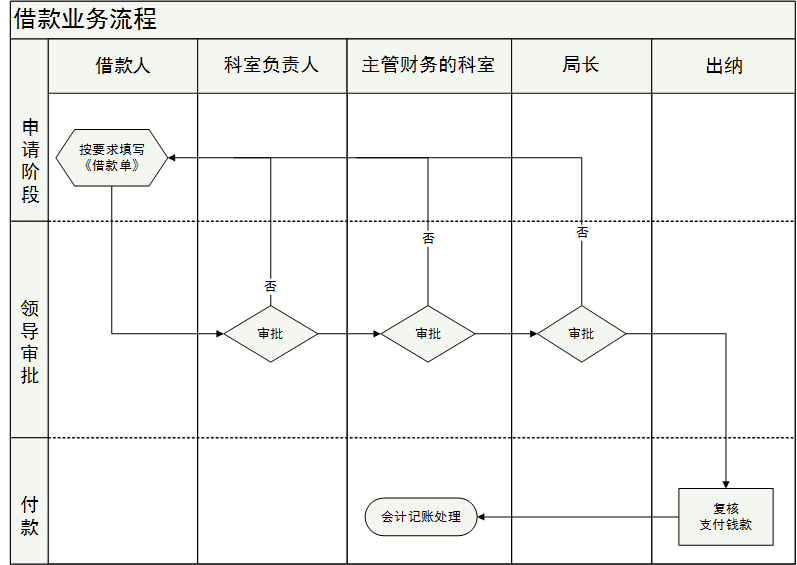 借款业务流程
借款人
科室负责人
主管财务的科室
局长
出纳
申请阶段
按要求填写
《借款单》
否
否
否
领导审批
审批
审批
审批
付款
会计记账处理
复核
支付钱款